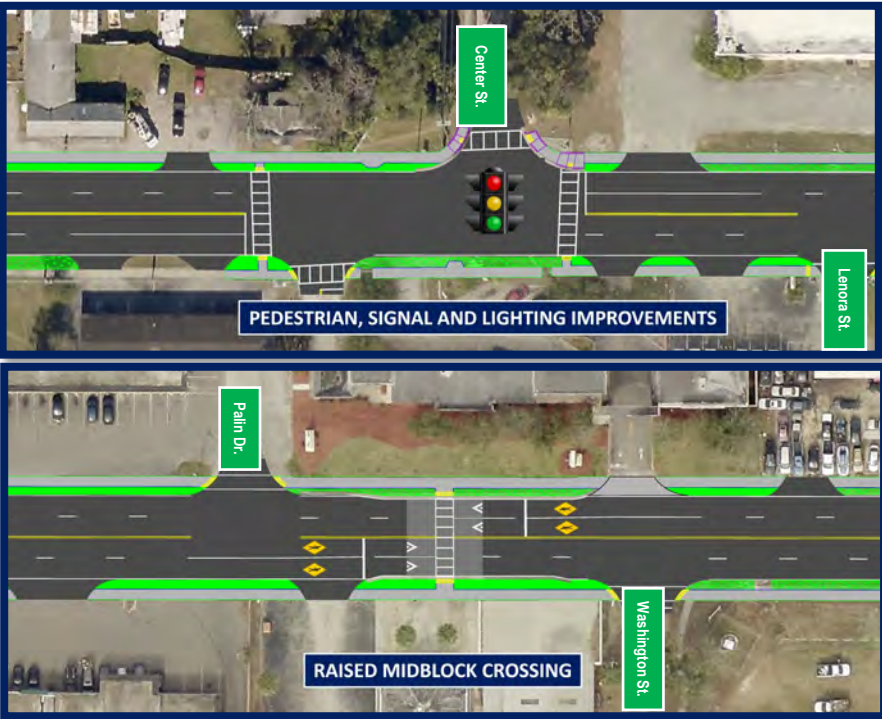 Center St.
Lenora St.
PEDESTRIAN, SIGNAL AND LIGHTING IMPROVEMENTS
Palin Dr.
Washington St.
RAISED MIDBLOCK CROSSING